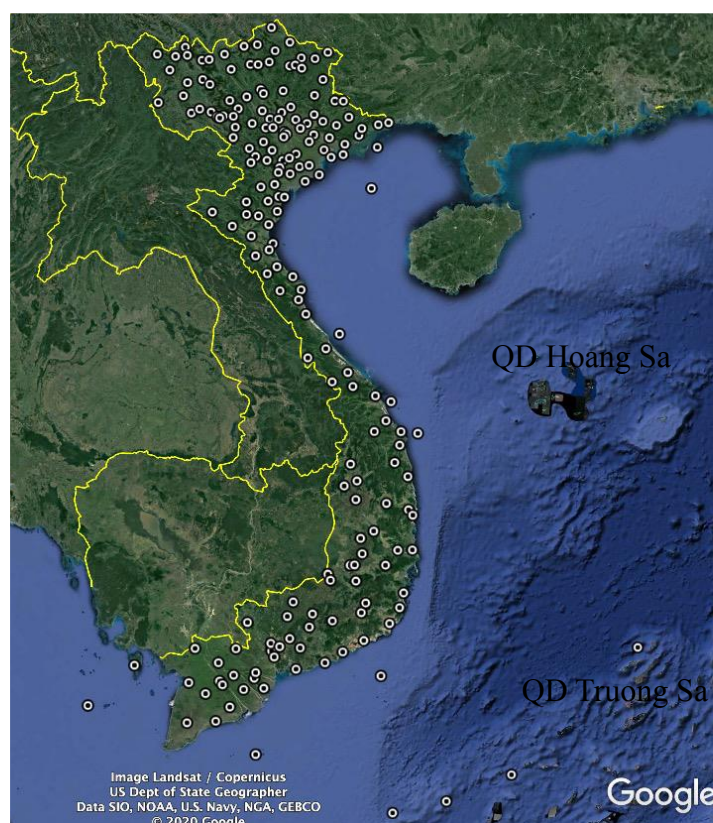 QD Hoang Sa
QD Truong Sa
Image Landsat / Copernicus
US Dept of State Geographer
Data SIO, NOAA, U.S. Navy, NGA, GEBCO
© 2020 Google
Google